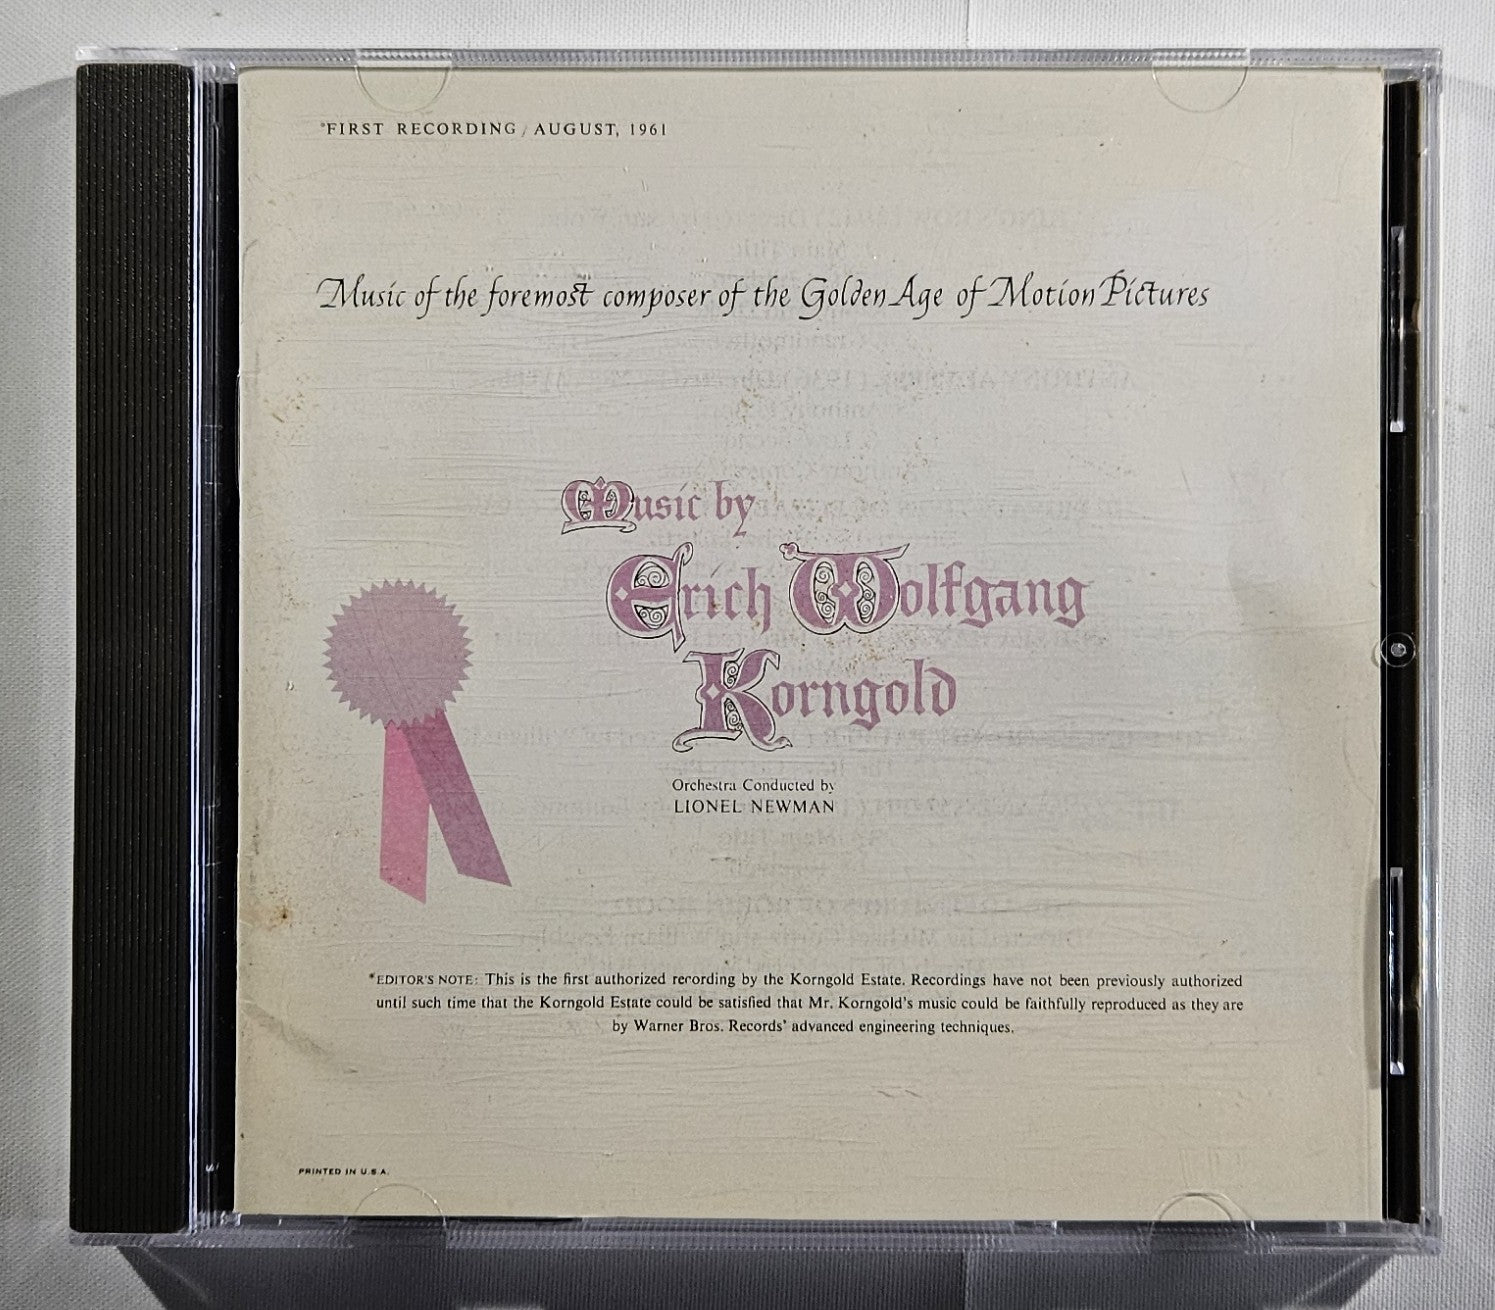 *FIRST RECORDING / AUGUST, 1961
Music of the foremost composer of the Golden Age of Motion Pictures
Music by
Erich Wolfgang
Korngold
Orchestra Conducted by
LIONEL NEWMAN
*EDITOR'S NOTE: This is the first authorized recording by the Korngold Estate. Recordings have not been previously authorized
until such time that the Korngold Estate could be satisfied that Mr. Korngold's music could be faithfully reproduced as they are
by Warner Bros. Records' advanced engineering techniques.
PRINTED IN U.S.A.